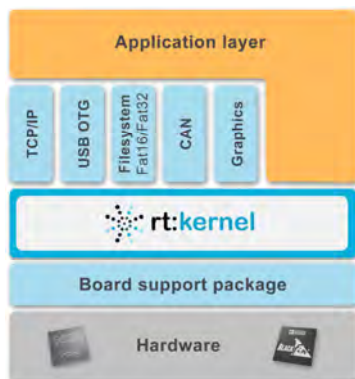 Application layer
TCP/IP
USB OTG
Filesystem
Fat16/Fat32
CAN
Graphics
rt:kernel
Board support package
Hardware